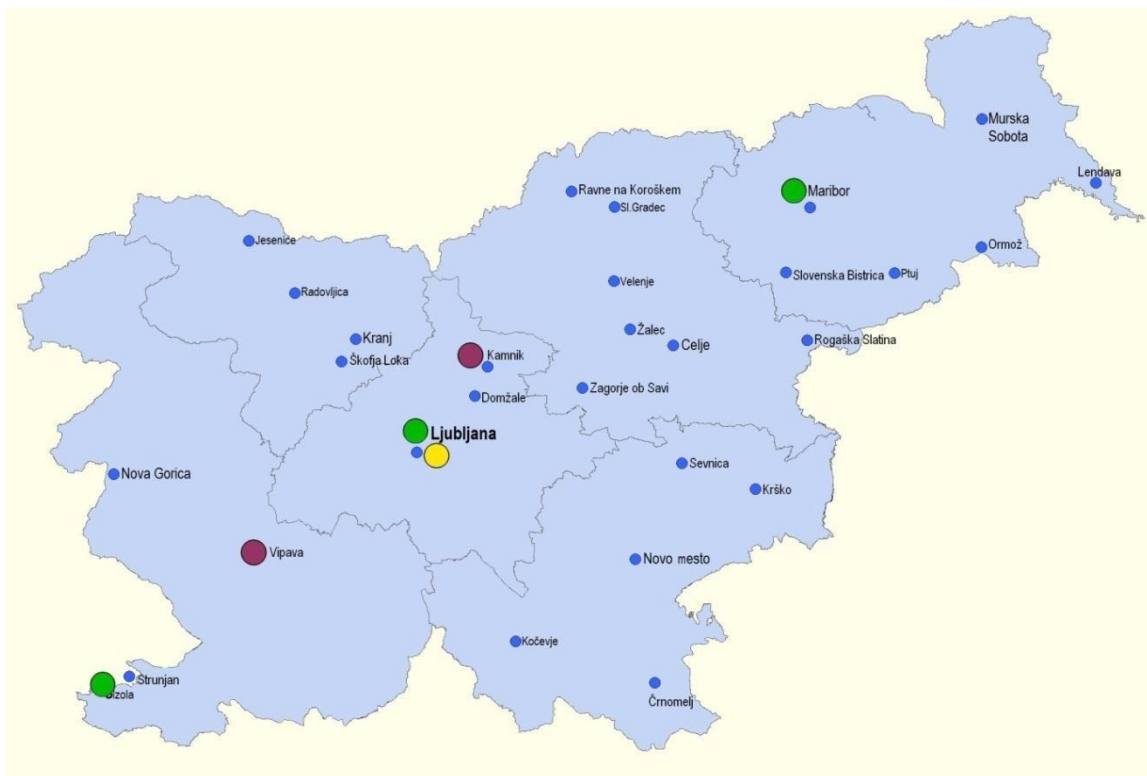 Murska
Sobota
Lendava
Ravne na Koroškem
Sl.Gradec
Maribor
Jesenice
Ormož
Slovenska Bistrica
Ptuj
Velenje
Radovljica
Žalec
Kranj
Celje
Rogaška Slatina
Kamnik
Škofja Loka
Zagorje ob Savi
Domžale
Ljubljana
Sevnica
Nova Gorica
Krško
Vipava
Novo mesto
Kočevje
Strunjan
Črnomelj